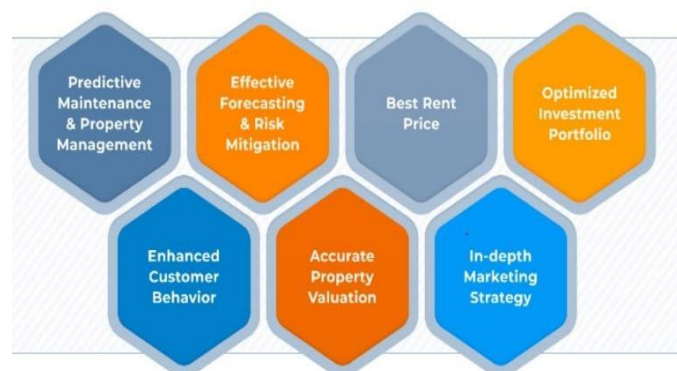 Predictive
Maintenance
& Property
Management
Effective
Forecasting
& Risk
Mitigation
Best Rent
Price
Optimized
Investment
Portfolio
Enhanced
Customer
Behavior
Accurate
Property
Valuation
In-depth
Marketing
Strategy